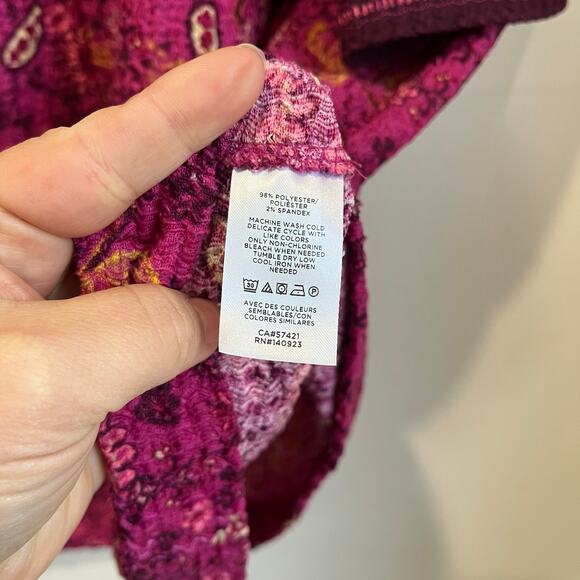 98% POLYESTER/
POLIÉSTER
2% SPANDEX
MACHINE WASH COLD
DELICATE CYCLE WITH
LIKE COLORS
ONLY NON-CHLORINE
BLEACH WHEN NEEDED
TUMBLE DRY LOW
COOL IRON WHEN
NEEDED
30 P
AVEC DES COULEURS
SEMBLABLES/CON
COLORES SIMILARES
CA#57421
RN#140923